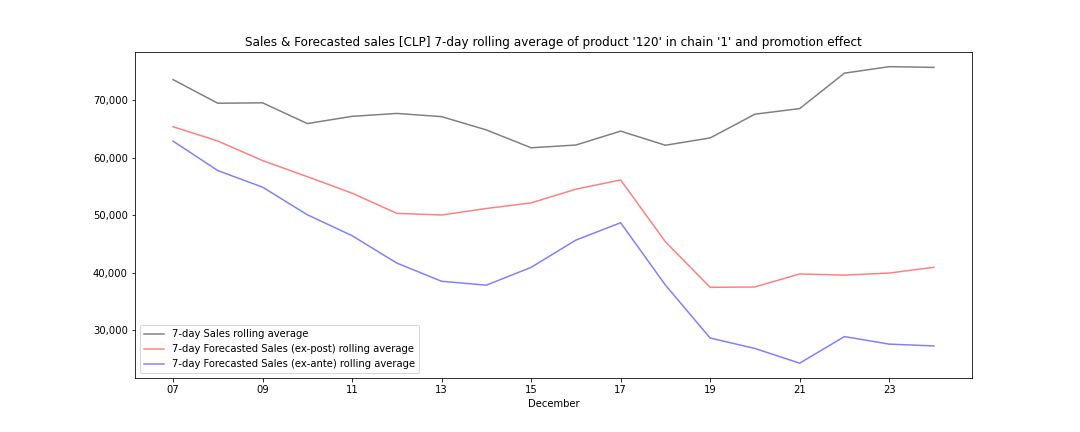 Sales & Forecasted sales [CLP] 7-day rolling average of product '120' in chain '1' and promotion effect
70,000
60,000
50,000
40,000
30,000
7-day Sales rolling average
7-day Forecasted Sales (ex-post) rolling average
7-day Forecasted Sales (ex-ante) rolling average
07 09 11 13 15 17 19 21 23
December